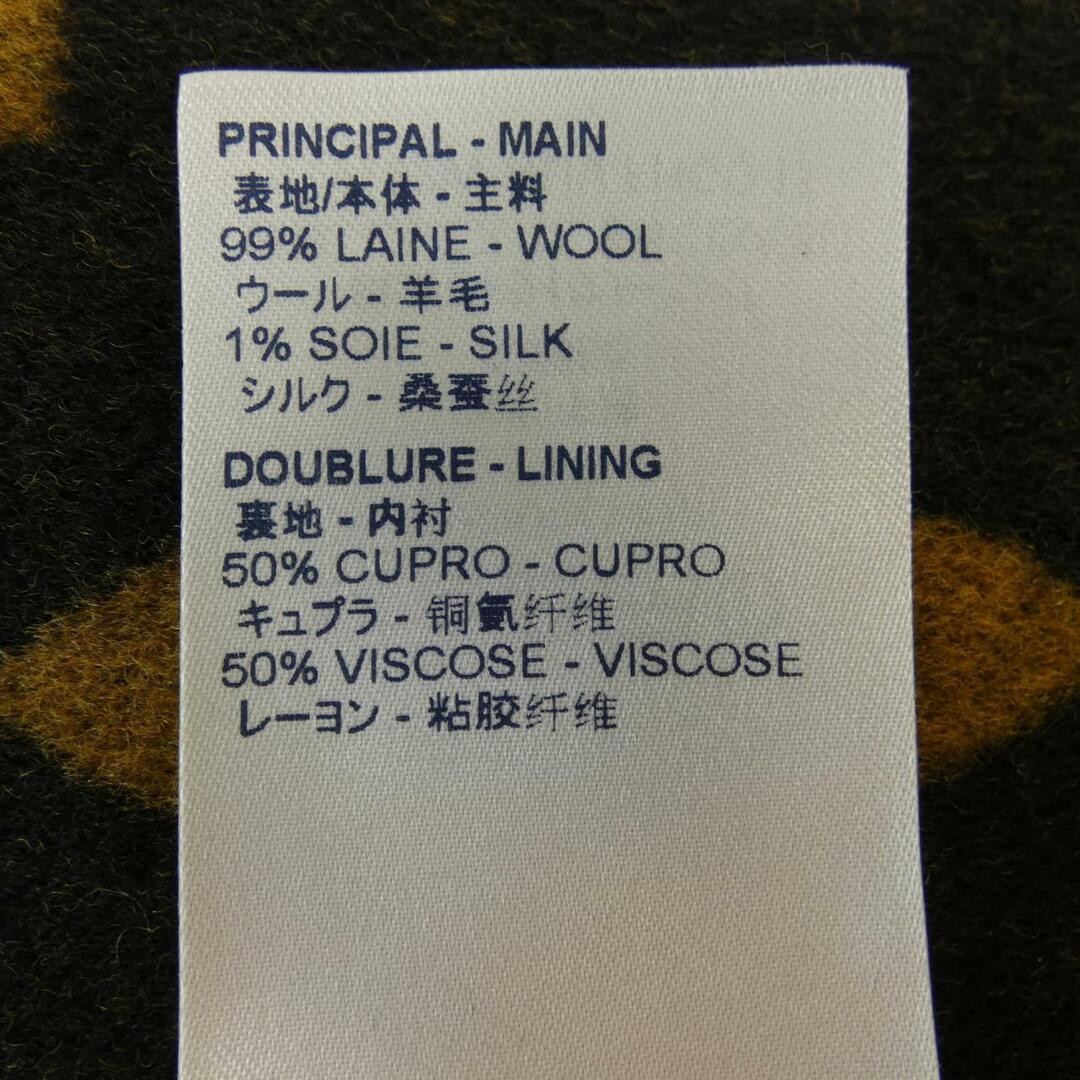 PRINCIPAL - MAIN
表地/本体 - 主料
99% LAINE - WOOL
ウール - 羊毛
1% SOIE - SILK
シルク - 桑蚕丝
DOUBLURE - LINING
裏地 - 内衬
50% CUPRO - CUPRO
キュプラ - 铜氨纤维
50% VISCOSE - VISCOSE
レーヨン - 粘胶纤维